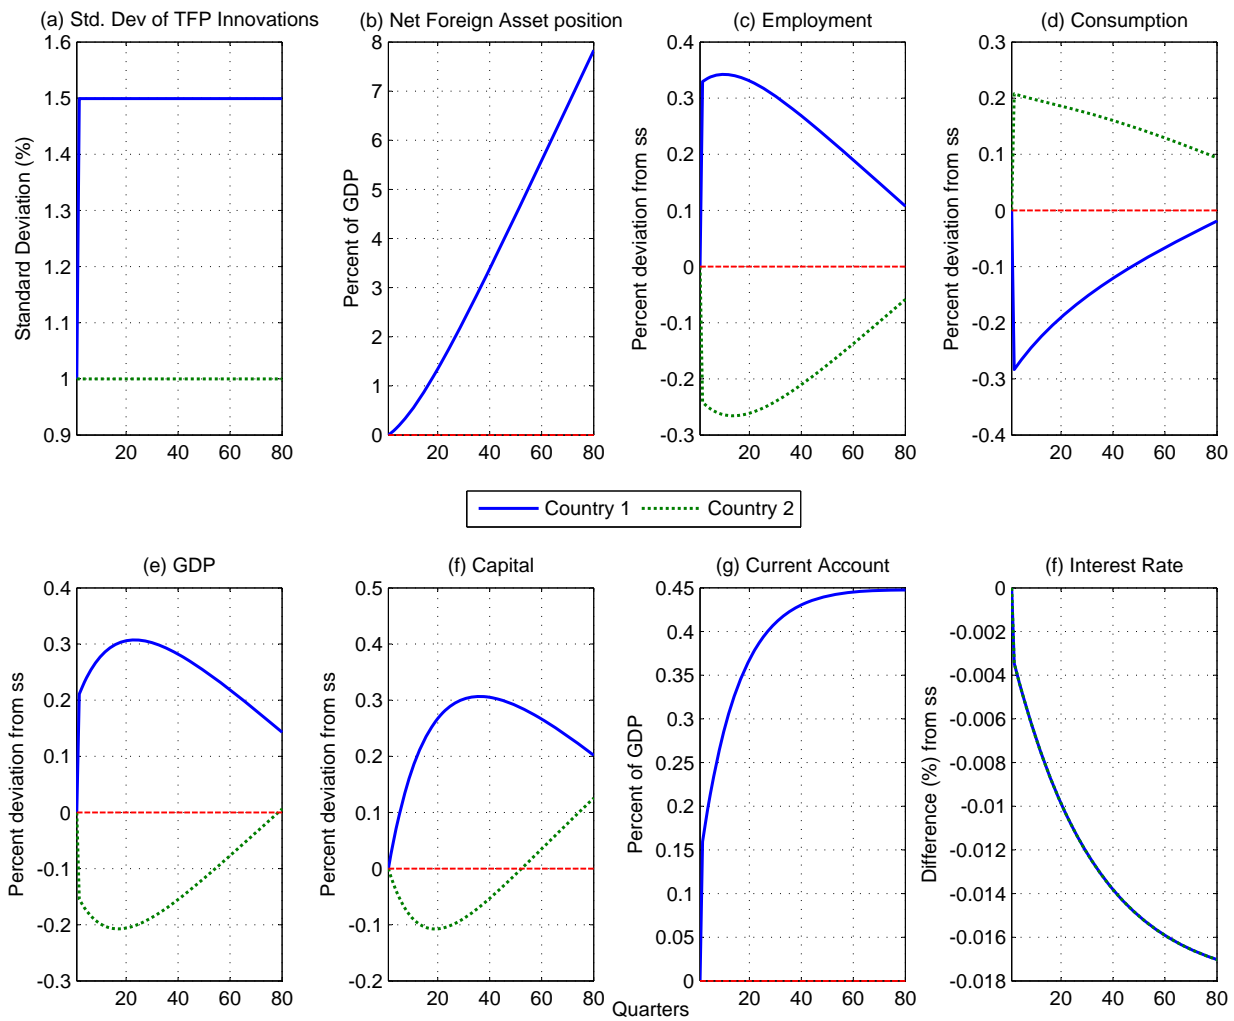 (a) Std. Dev of TFP Innovations
(b) Net Foreign Asset position
(c) Employment
(d) Consumption
Standard Deviation (%)
1.6
1.5
1.4
1.3
1.2
1.1
1
0.9
20 40 60 80
Percent of GDP
8
7
6
5
4
3
2
1
0
20 40 60 80
Percent deviation from ss
0.4
0.3
0.2
0.1
0
-0.1
-0.2
-0.3
20 40 60 80
Percent deviation from ss
0.3
0.2
0.1
0
-0.1
-0.2
-0.3
-0.4
20 40 60 80
Country 1 Country 2
(e) GDP
(f) Capital
(g) Current Account
(f) Interest Rate
Percent deviation from ss
0.4
0.3
0.2
0.1
0
-0.1
-0.2
-0.3
20 40 60 80
Percent deviation from ss
0.5
0.4
0.3
0.2
0.1
0
-0.1
-0.2
20 40 60 80
Percent of GDP
0.45
0.4
0.35
0.3
0.25
0.2
0.15
0.1
0.05
0
20 40 60 80
Difference (%) from ss
0
-0.002
-0.004
-0.006
-0.008
-0.01
-0.012
-0.014
-0.016
-0.018
20 40 60 80
Quarters